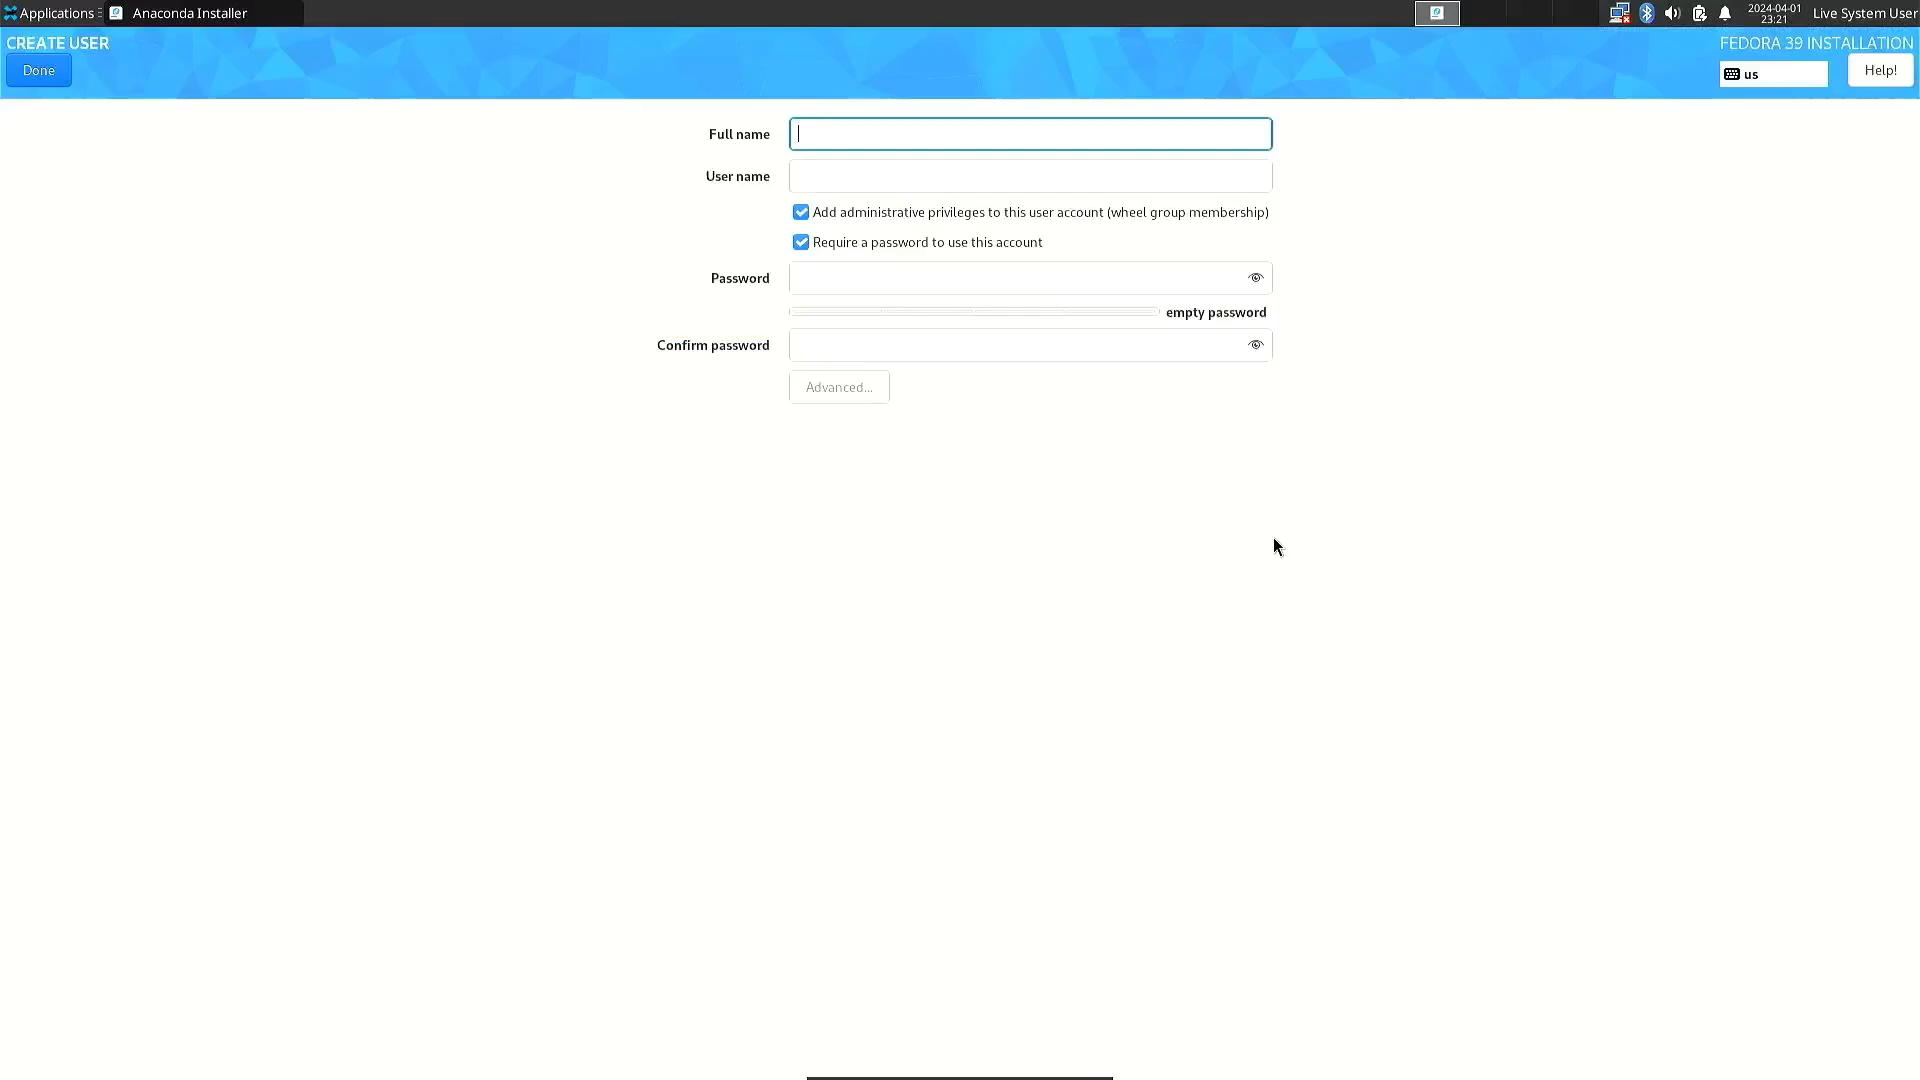 Applications
Anaconda Installer
2024-04-01
23:21
Live System User
CREATE USER
FEDORA 39 INSTALLATION
Done
us
Help!
Full name
User name
Add administrative privileges to this user account (wheel group membership)
Require a password to use this account
Password
empty password
Confirm password
Advanced...